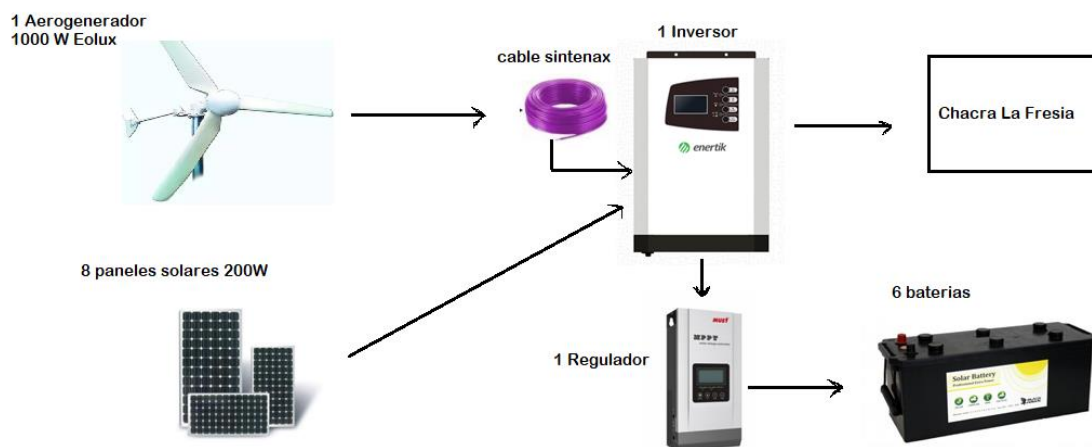 1 Aerogenerador
1000 W Eolux
cable sintenax
1 Inversor
enertik
Chacra La Fresia
8 paneles solares 200W
1 Regulador
MUST
MPPT
6 baterias
Solar Battery